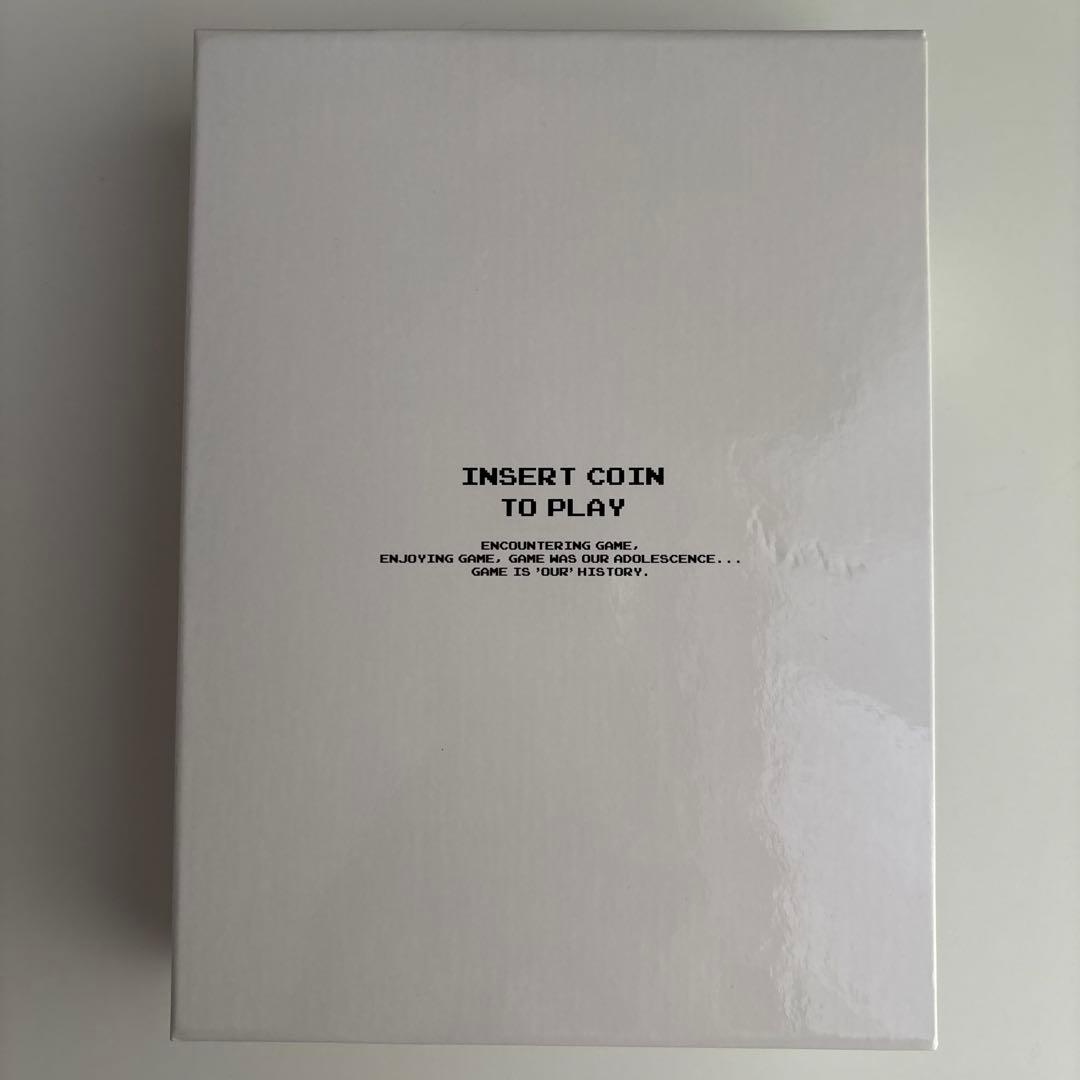 INSERT COIN
TO PLAY
ENCOUNTERING GAME,
ENJOYING GAME, GAME WAS OUR ADOLESCENCE...
GAME IS 'OUR' HISTORY.